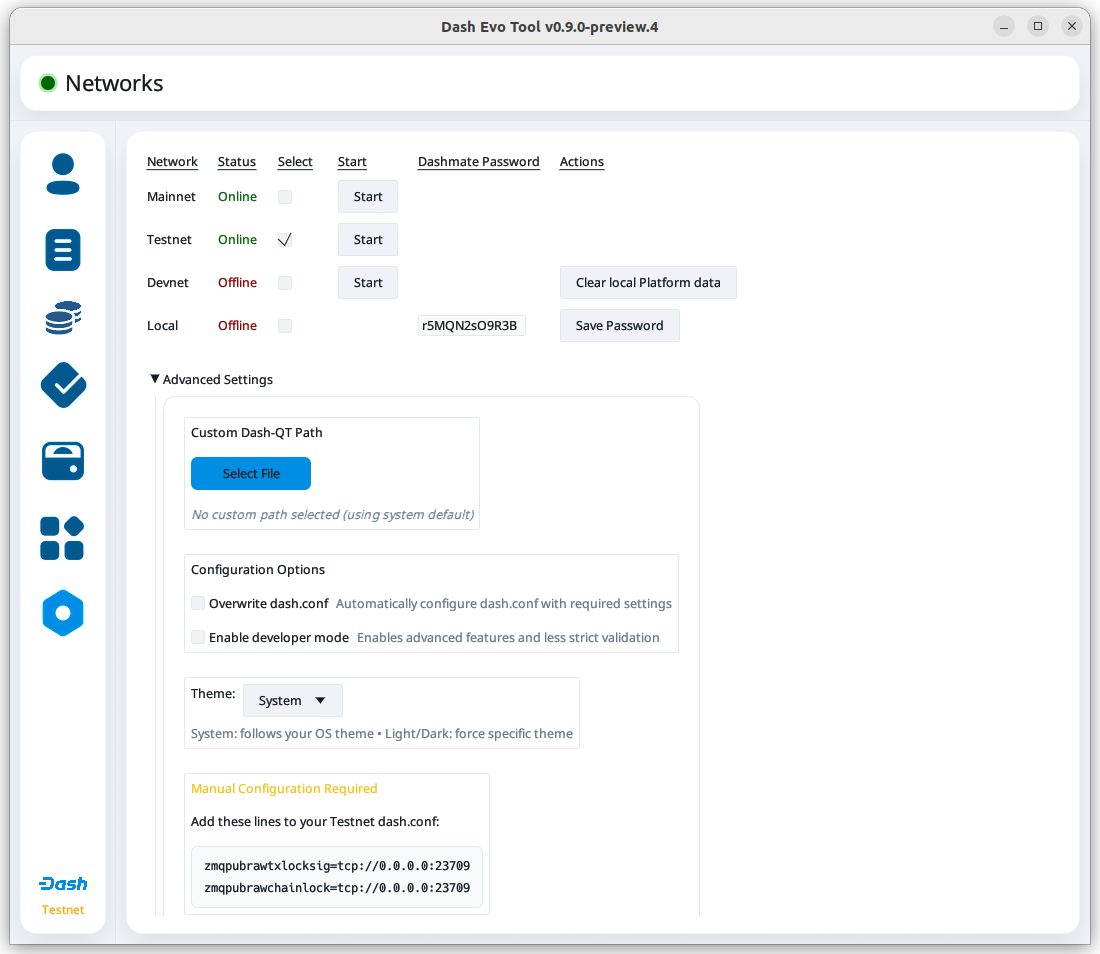 Dash Evo Tool v0.9.0-preview.4
Networks
Network Status Select Start Dashmate Password Actions
Mainnet Online Start
Testnet Online Start
Devnet Offline Start Clear local Platform data
Local Offline r5MQN2sO9R3B Save Password
Advanced Settings
Custom Dash-QT Path
Select File
No custom path selected (using system default)
Configuration Options
Overwrite dash.conf Automatically configure dash.conf with required settings
Enable developer mode Enables advanced features and less strict validation
Theme: System
System: follows your OS theme • Light/Dark: force specific theme
Manual Configuration Required
Add these lines to your Testnet dash.conf:
zmqpubrawtxlocksig=tcp://0.0.0.0:23709
zmqpubrawchainlock=tcp://0.0.0.0:23709
Dash
Testnet